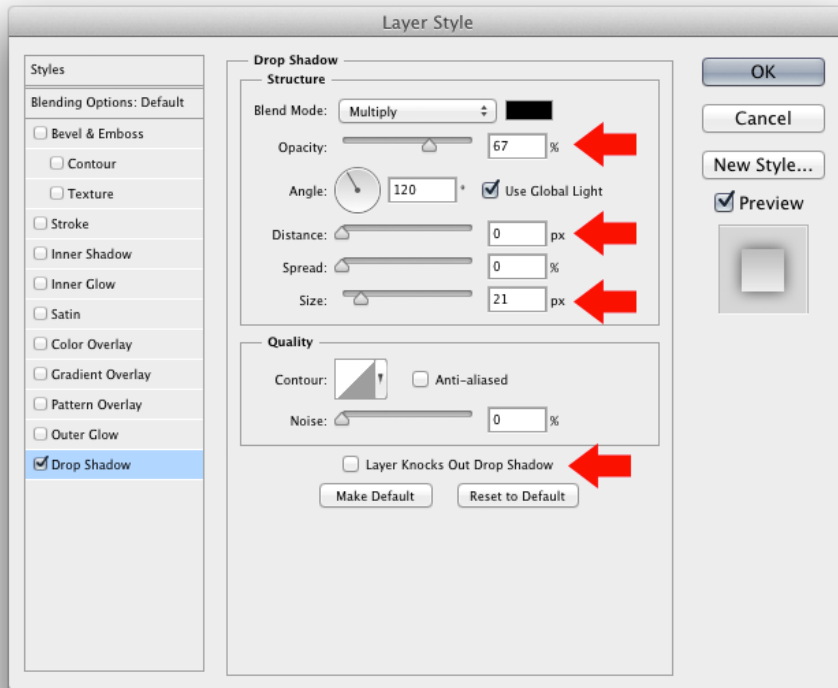 Layer Style
Styles
Blending Options: Default
Bevel & Emboss
Contour
Texture
Stroke
Inner Shadow
Inner Glow
Satin
Color Overlay
Gradient Overlay
Pattern Overlay
Outer Glow
Drop Shadow
Drop Shadow
Structure
Blend Mode: Multiply
Opacity: 67 %
Angle: 120 ° Use Global Light
Distance: 0 px
Spread: 0 %
Size: 21 px
Quality
Contour: Anti-aliased
Noise: 0 %
Layer Knocks Out Drop Shadow
Make Default Reset to Default
OK
Cancel
New Style...
Preview